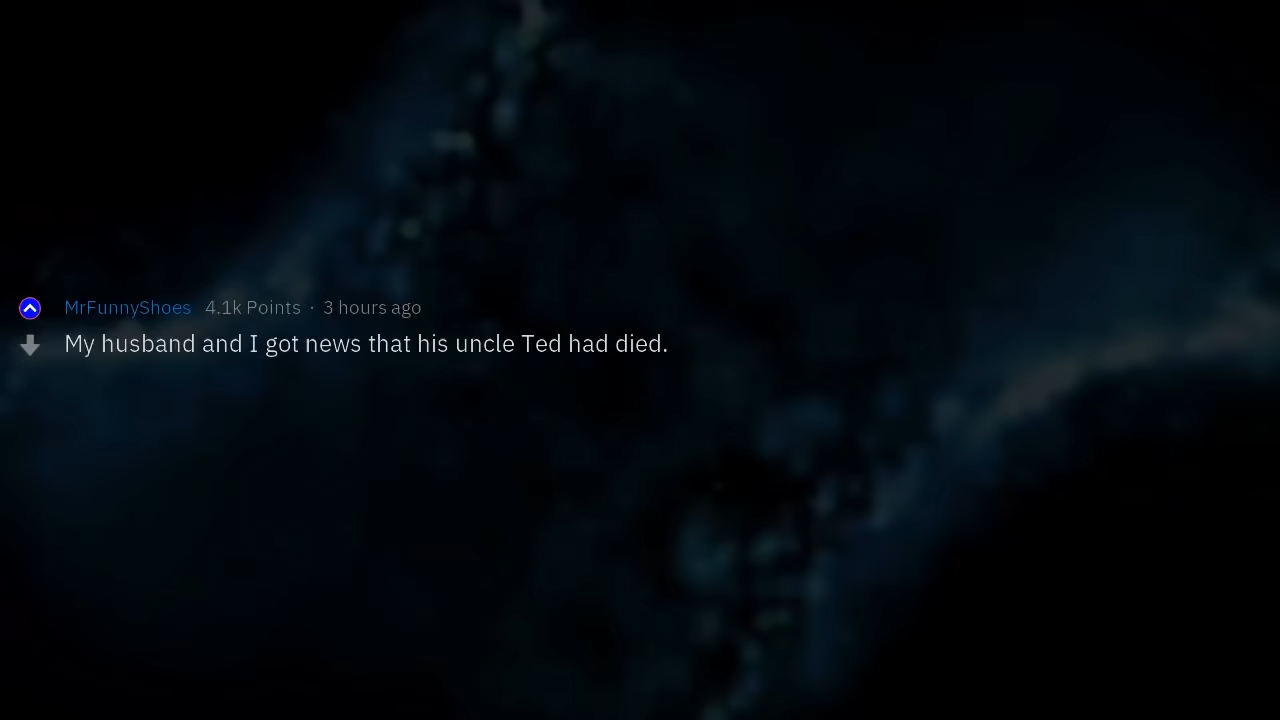 MrFunnyShoes 4.1k Points · 3 hours ago
My husband and I got news that his uncle Ted had died.